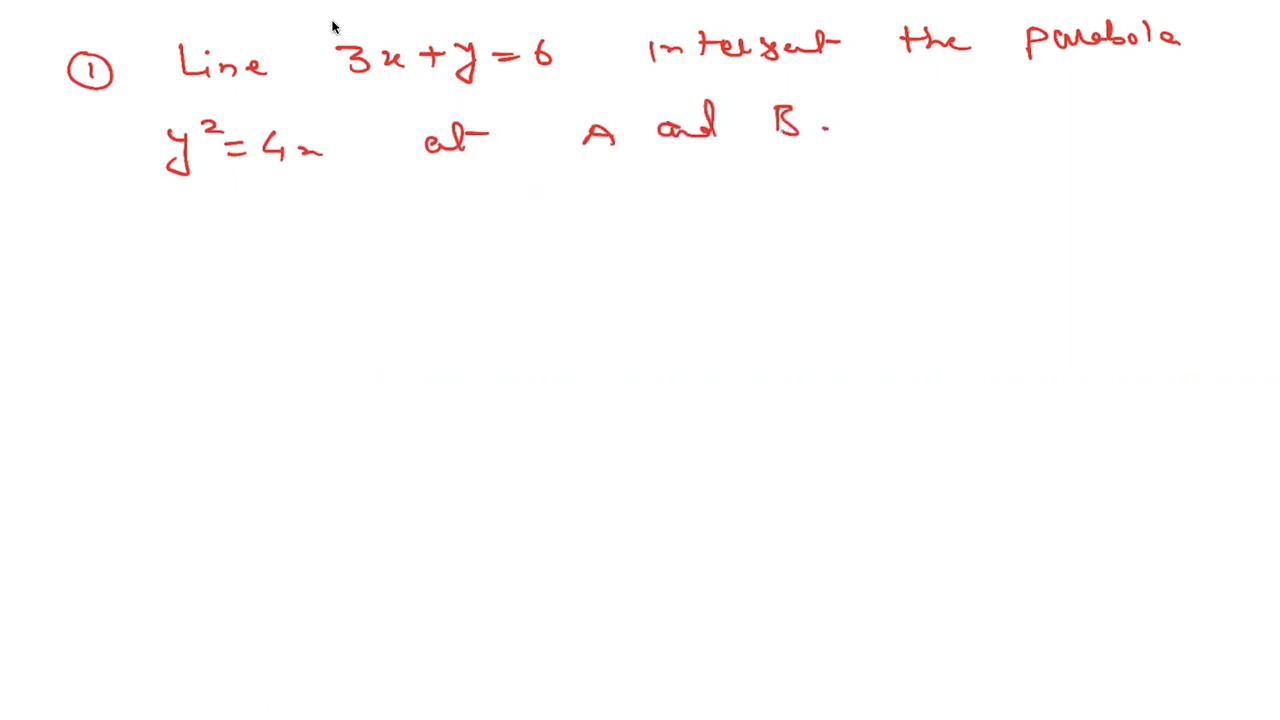 ① Line 3x + y = 6 intersect the parabola
y² = 4x at A and B.